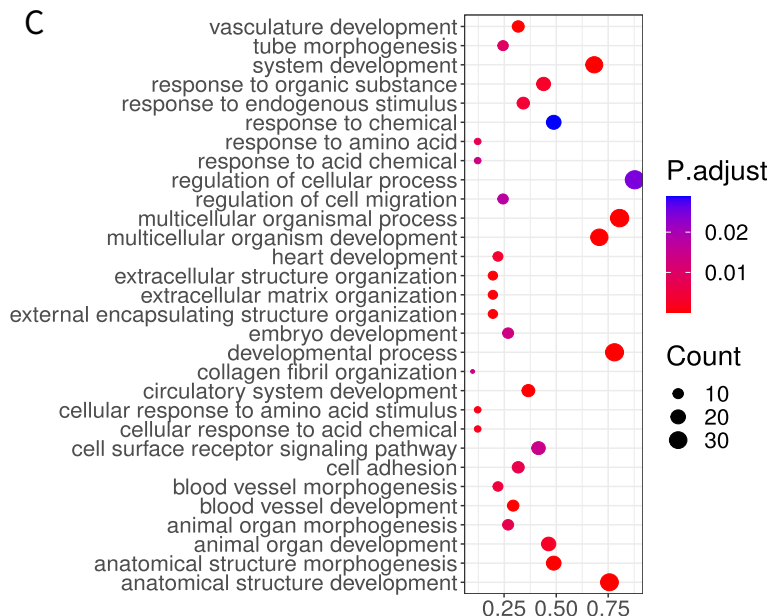 C
vasculature development
tube morphogenesis
system development
response to organic substance
response to endogenous stimulus
response to chemical
response to amino acid
response to acid chemical
regulation of cellular process
regulation of cell migration
multicellular organismal process
multicellular organism development
heart development
extracellular structure organization
extracellular matrix organization
external encapsulating structure organization
embryo development
developmental process
collagen fibril organization
circulatory system development
cellular response to amino acid stimulus
cellular response to acid chemical
cell surface receptor signaling pathway
cell adhesion
blood vessel morphogenesis
blood vessel development
animal organ morphogenesis
animal organ development
anatomical structure morphogenesis
anatomical structure development
0.25 0.50 0.75
P.adjust
0.02
0.01
Count
10
20
30